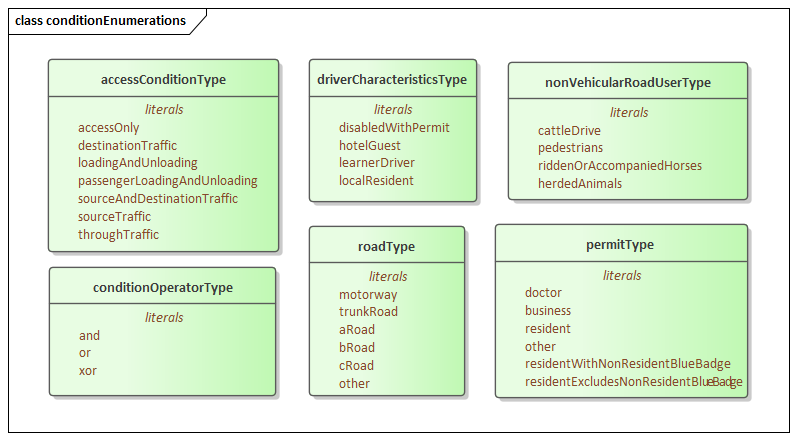 class conditionEnumerations
accessConditionType
literals
accessOnly
destinationTraffic
loadingAndUnloading
passengerLoadingAndUnloading
sourceAndDestinationTraffic
sourceTraffic
throughTraffic
driverCharacteristicsType
literals
disabledWithPermit
hotelGuest
learnerDriver
localResident
nonVehicularRoadUserType
literals
cattleDrive
pedestrians
riddenOrAccompaniedHorses
herdedAnimals
conditionOperatorType
literals
and
or
xor
roadType
literals
motorway
trunkRoad
aRoad
bRoad
cRoad
other
permitType
literals
doctor
business
resident
other
residentWithNonResidentBlueBadge
residentExcludesNonResidentBlueBadge